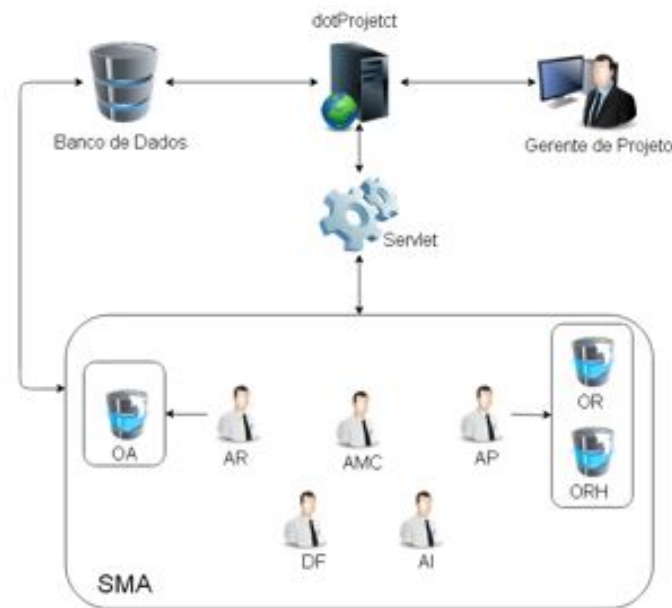 dotProjetct
Banco de Dados
Gerente de Projeto
Servlet
OA
AR
AMC
AP
OR
ORH
DF
AI
SMA